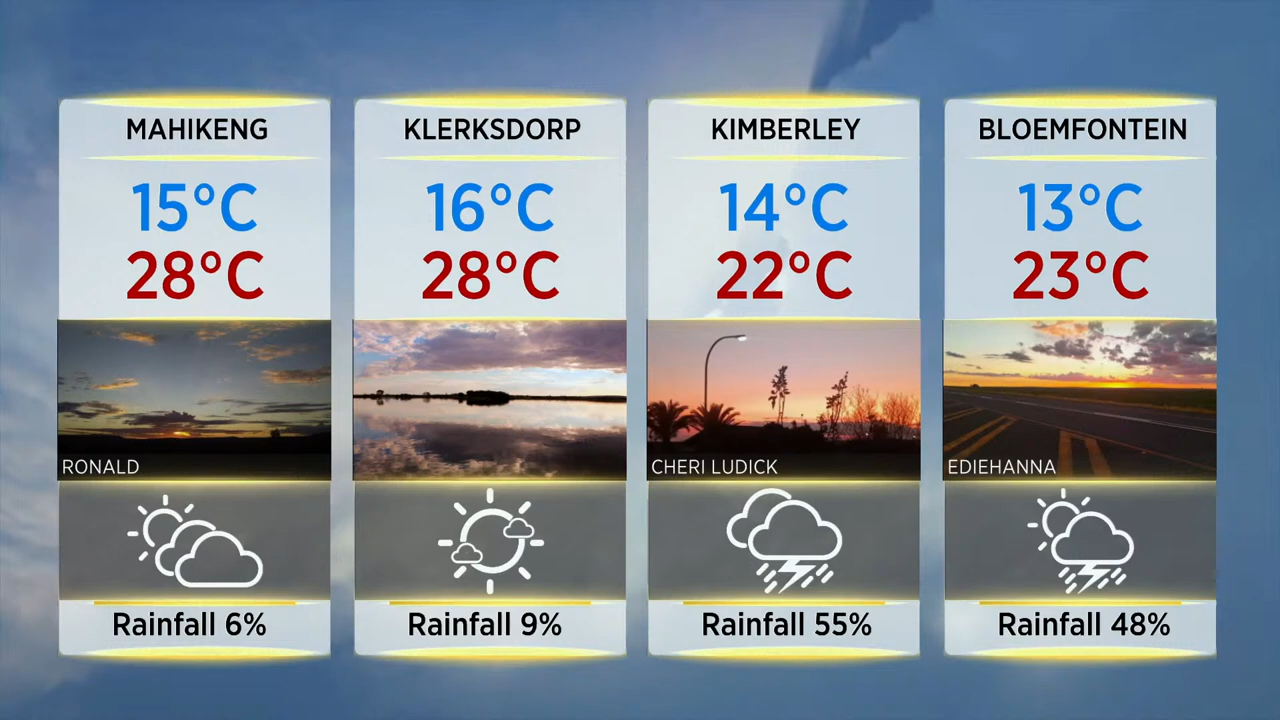 MAHIKENG
15°C
28°C
RONALD
Rainfall 6%
KLERKSDORP
16°C
28°C
Rainfall 9%
KIMBERLEY
14°C
22°C
CHERI LUDICK
Rainfall 55%
BLOEMFONTEIN
13°C
23°C
EDIEHANNA
Rainfall 48%